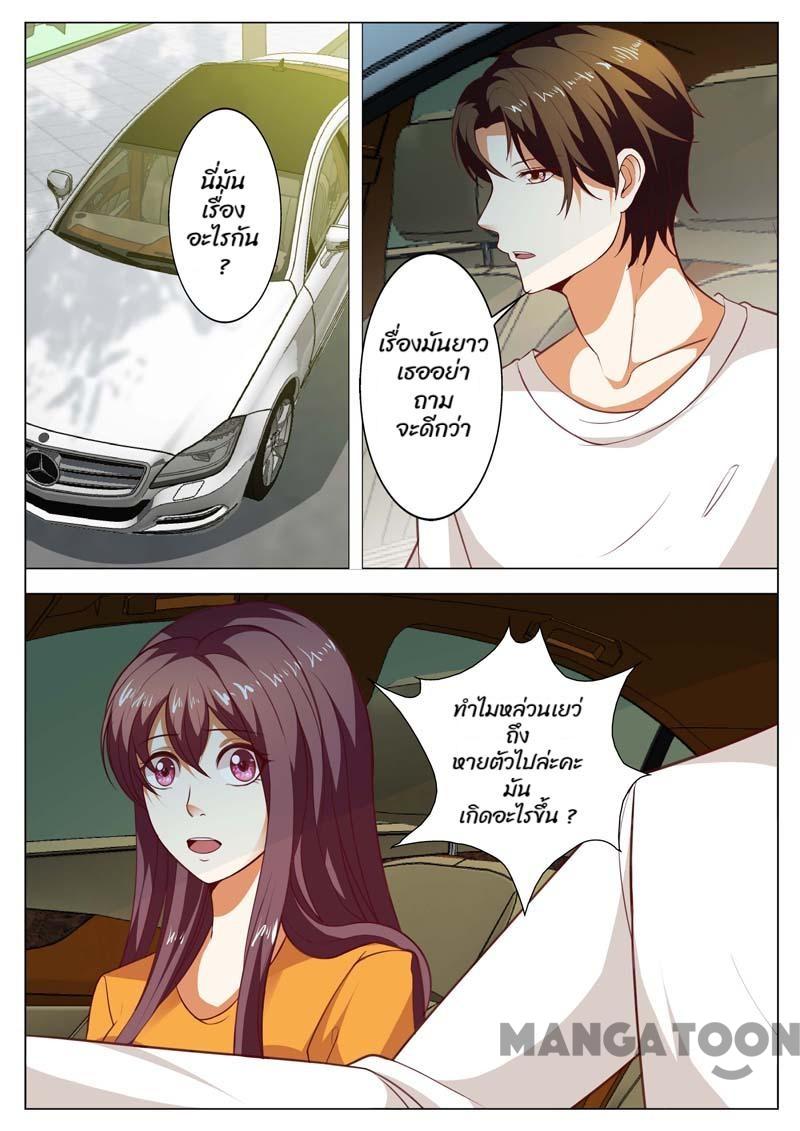 นี่มัน
เรื่อง
อะไรกัน
?
เรื่องมันยาว
เธออย่า
ถาม
จะดีกว่า
ทำไมหล่วนเยว่
ถึง
หายตัวไปล่ะคะ
มัน
เกิดอะไรขึ้น ?
MANGATOON